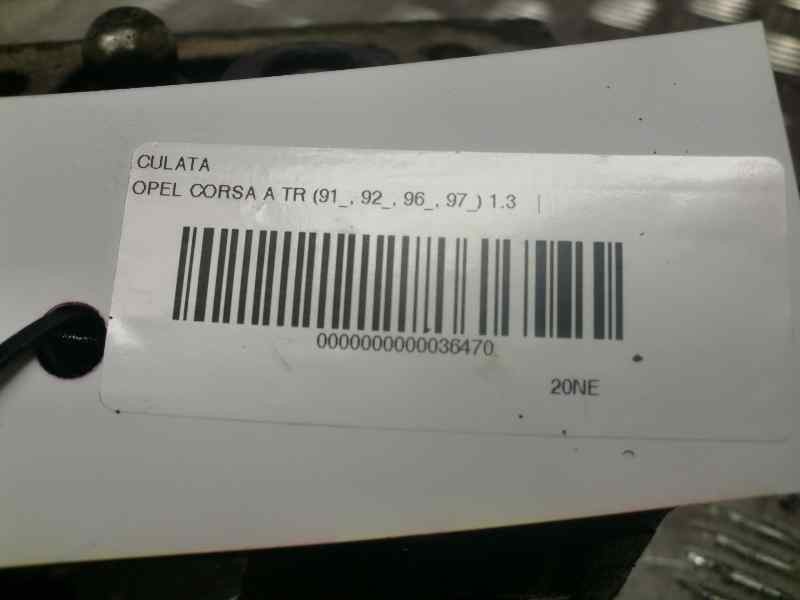 CULATA
OPEL CORSA A TR (91_, 92_, 96_, 97_) 1.3 |
0000000000036470
20NE